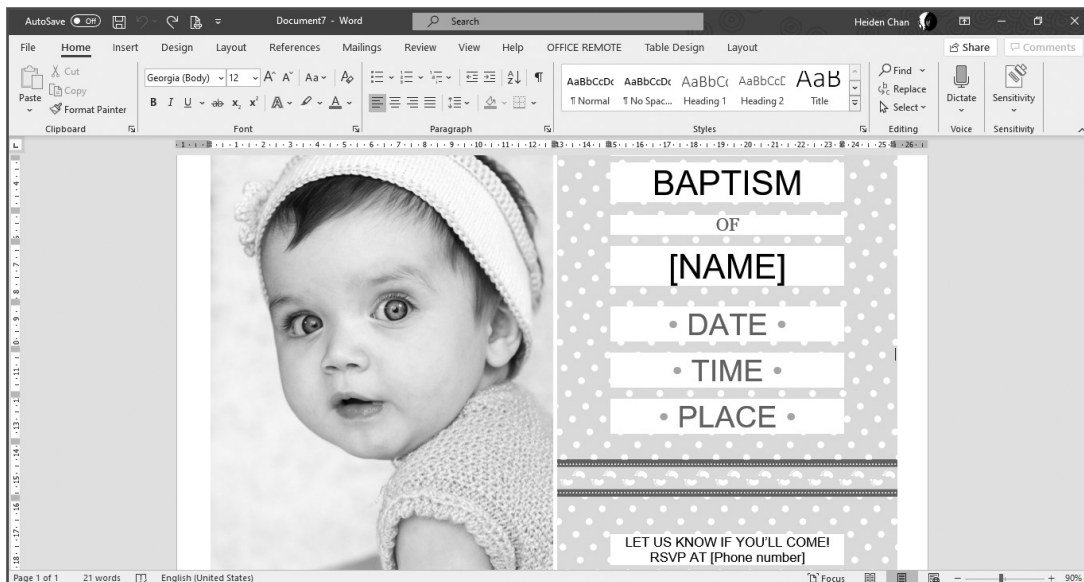 AutoSave Off Document7 - Word Search Heiden Chan
File Home Insert Design Layout References Mailings Review View Help OFFICE REMOTE Table Design Layout Share Comments
Paste
Cut
Copy
Format Painter
Clipboard
Georgia (Body) 12
Font
Paragraph
AaBbCcDc AaBbCcDc AaBbCc AaBbCcC AaB
¶ Normal ¶ No Spac... Heading 1 Heading 2 Title
Styles
Find
Replace
Select
Editing
Dictate
Voice
Sensitivity
Sensitivity
BAPTISM
OF
[NAME]
• DATE •
• TIME •
• PLACE •
LET US KNOW IF YOU'LL COME!
RSVP AT [Phone number]
Page 1 of 1 21 words English (United States) Focus 90%